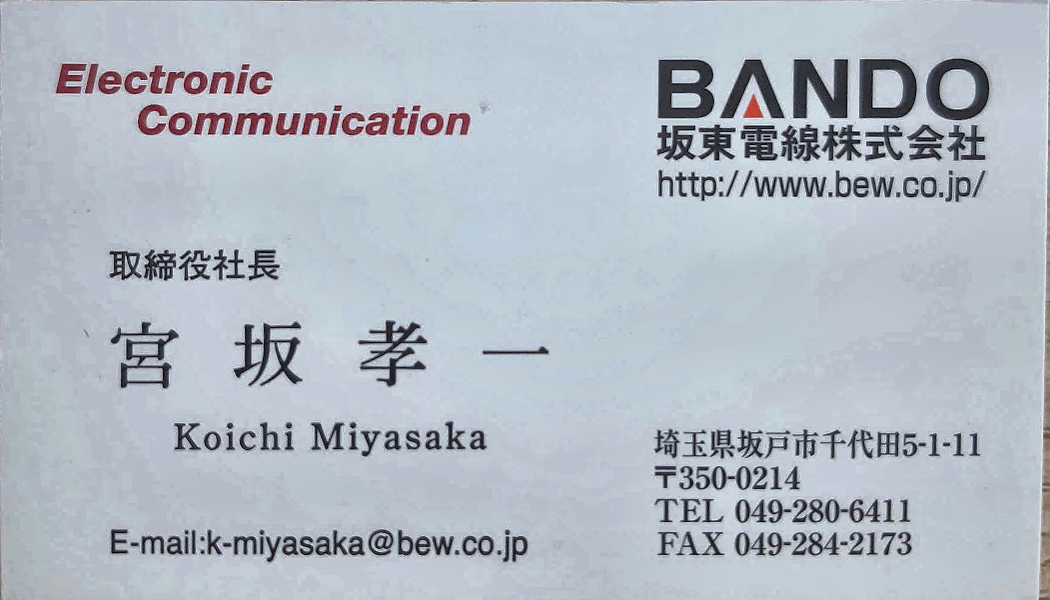 Electronic
Communication
BANDO
坂東電線株式会社
http://www.bew.co.jp/
取締役社長
宮坂孝一
Koichi Miyasaka
E-mail:k-miyasaka@bew.co.jp
埼玉県坂戸市千代田5-1-11
〒350-0214
TEL 049-280-6411
FAX 049-284-2173